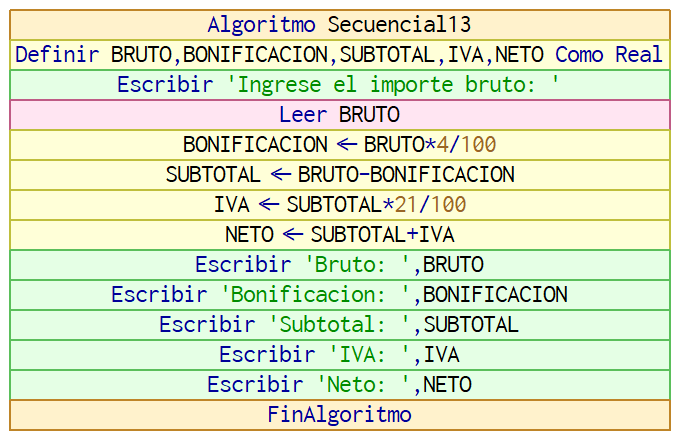 Algoritmo Secuencial13
Definir BRUTO,BONIFICACION,SUBTOTAL,IVA,NETO Como Real
Escribir 'Ingrese el importe bruto: '
Leer BRUTO
BONIFICACION ← BRUTO*4/100
SUBTOTAL ← BRUTO-BONIFICACION
IVA ← SUBTOTAL*21/100
NETO ← SUBTOTAL+IVA
Escribir 'Bruto: ',BRUTO
Escribir 'Bonificacion: ',BONIFICACION
Escribir 'Subtotal: ',SUBTOTAL
Escribir 'IVA: ',IVA
Escribir 'Neto: ',NETO
FinAlgoritmo